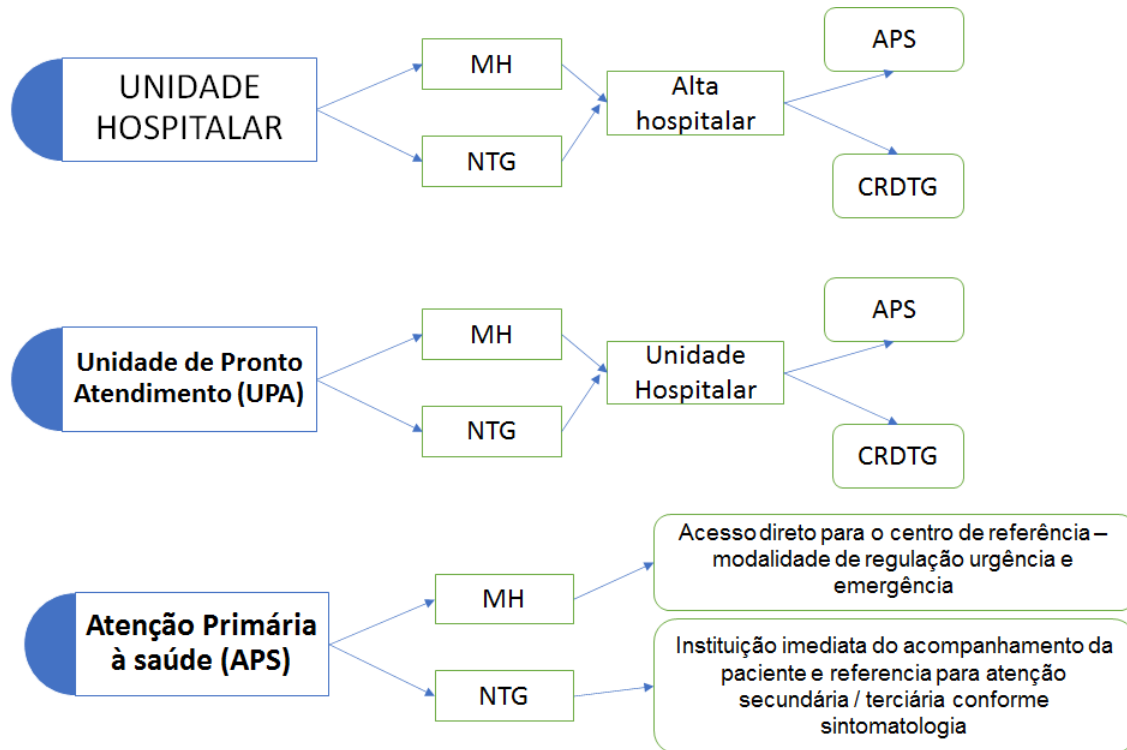 UNIDADE
HOSPITALAR
MH
NTG
Alta
hospitalar
APS
CRDTG
Unidade de Pronto
Atendimento (UPA)
MH
NTG
Unidade
Hospitalar
APS
CRDTG
Atenção Primária
à saúde (APS)
MH
NTG
Acesso direto para o centro de referência –
modalidade de regulação urgência e
emergência
Instituição imediata do acompanhamento da
paciente e referencia para atenção
secundária / terciária conforme
sintomatologia